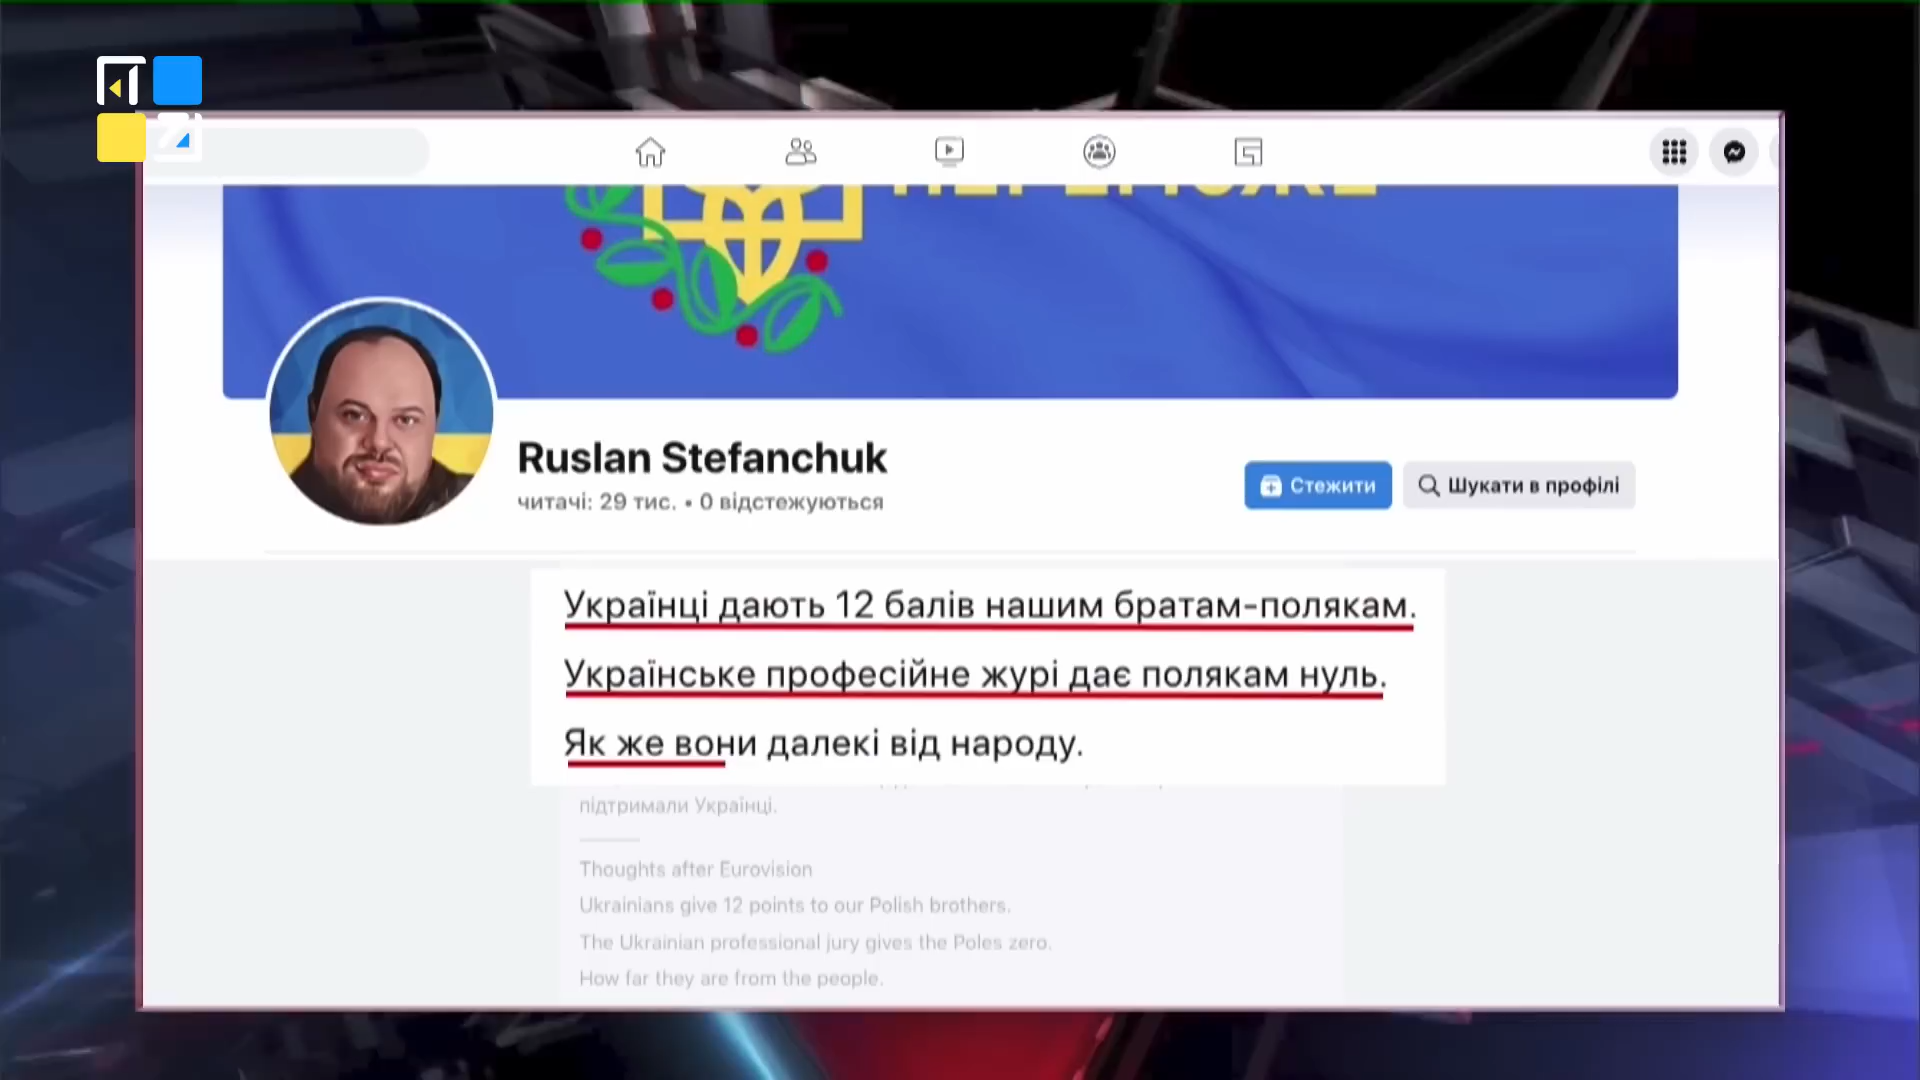 ПЕРЕМОЖЕ
Ruslan Stefanchuk
читачі: 29 тис. • 0 відстежуються
Стежити
Шукати в профілі
Українці дають 12 балів нашим братам-полякам.
Українське професійне журі дає полякам нуль.
Як же вони далекі від народу.
підтримали Українці.
Thoughts after Eurovision
Ukrainians give 12 points to our Polish brothers.
The Ukrainian professional jury gives the Poles zero.
How far they are from the people.